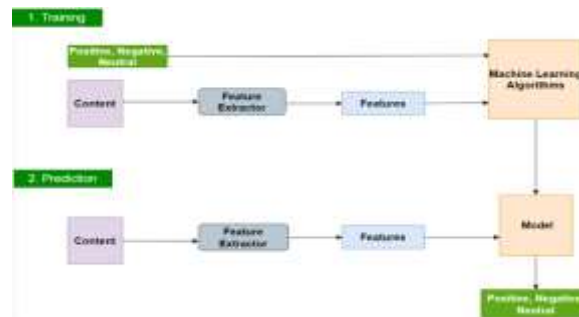 1. Training
Positive, Negative,
Neutral
Machine Learning
Algorithms
Content
Feature
Extractor
Features
2. Prediction
Content
Feature
Extractor
Features
Model
Positive, Negative
Neutral